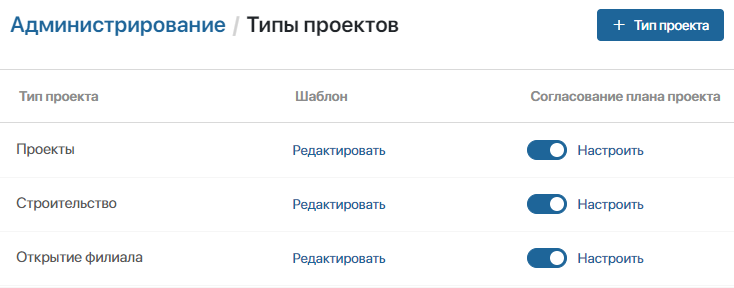 Администрирование / Типы проектов
+ Тип проекта
Тип проекта Шаблон Согласование плана проекта
Проекты Редактировать Настроить
Строительство Редактировать Настроить
Открытие филиала Редактировать Настроить